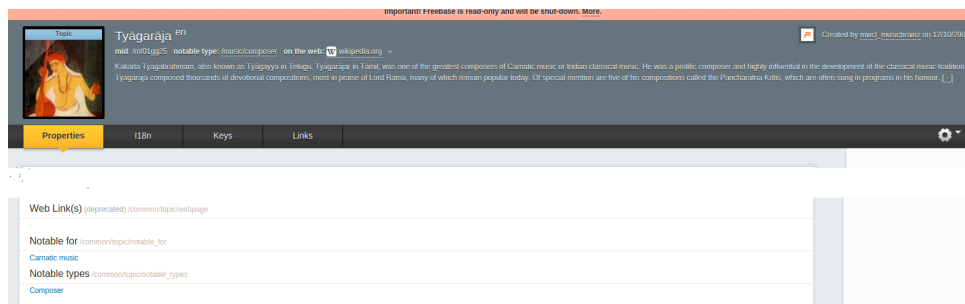 Important! Freebase is read-only and will be shut-down. More.
Topic
Tyāgarāja en
Created by mwcl_musicbrainz on 12/10/200
mid: /m/01gg25 notable type: /music/composer on the web: W wikipedia.org
Kakarla Tyagabrahmam, also known as Tyāgayya in Telugu, Tyāgarājar in Tamil, was one of the greatest composers of Carnatic music or Indian classical music. He was a prolific composer and highly influential in the development of the classical music tradition
Tyagaraja composed thousands of devotional compositions, most in praise of Lord Rama, many of which remain popular today. Of special mention are five of his compositions called the Pancharatna Kritis, which are often sung in programs in his honour. [-]
Properties I18n Keys Links
Web Link(s) (deprecated) /common/topic/webpage
Notable for /common/topic/notable_for
Carnatic music
Notable types /common/topic/notable_types
Composer